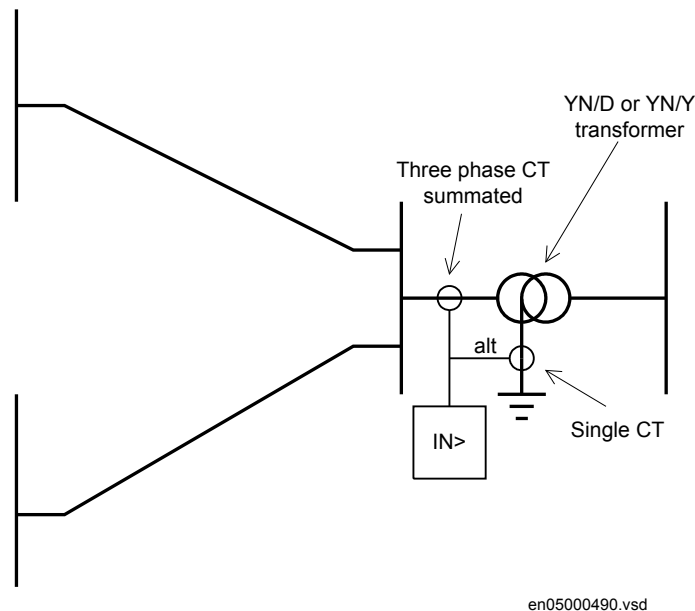 YN/D or YN/Y
transformer
Three phase CT
summated
alt
IN>
Single CT
en05000490.vsd